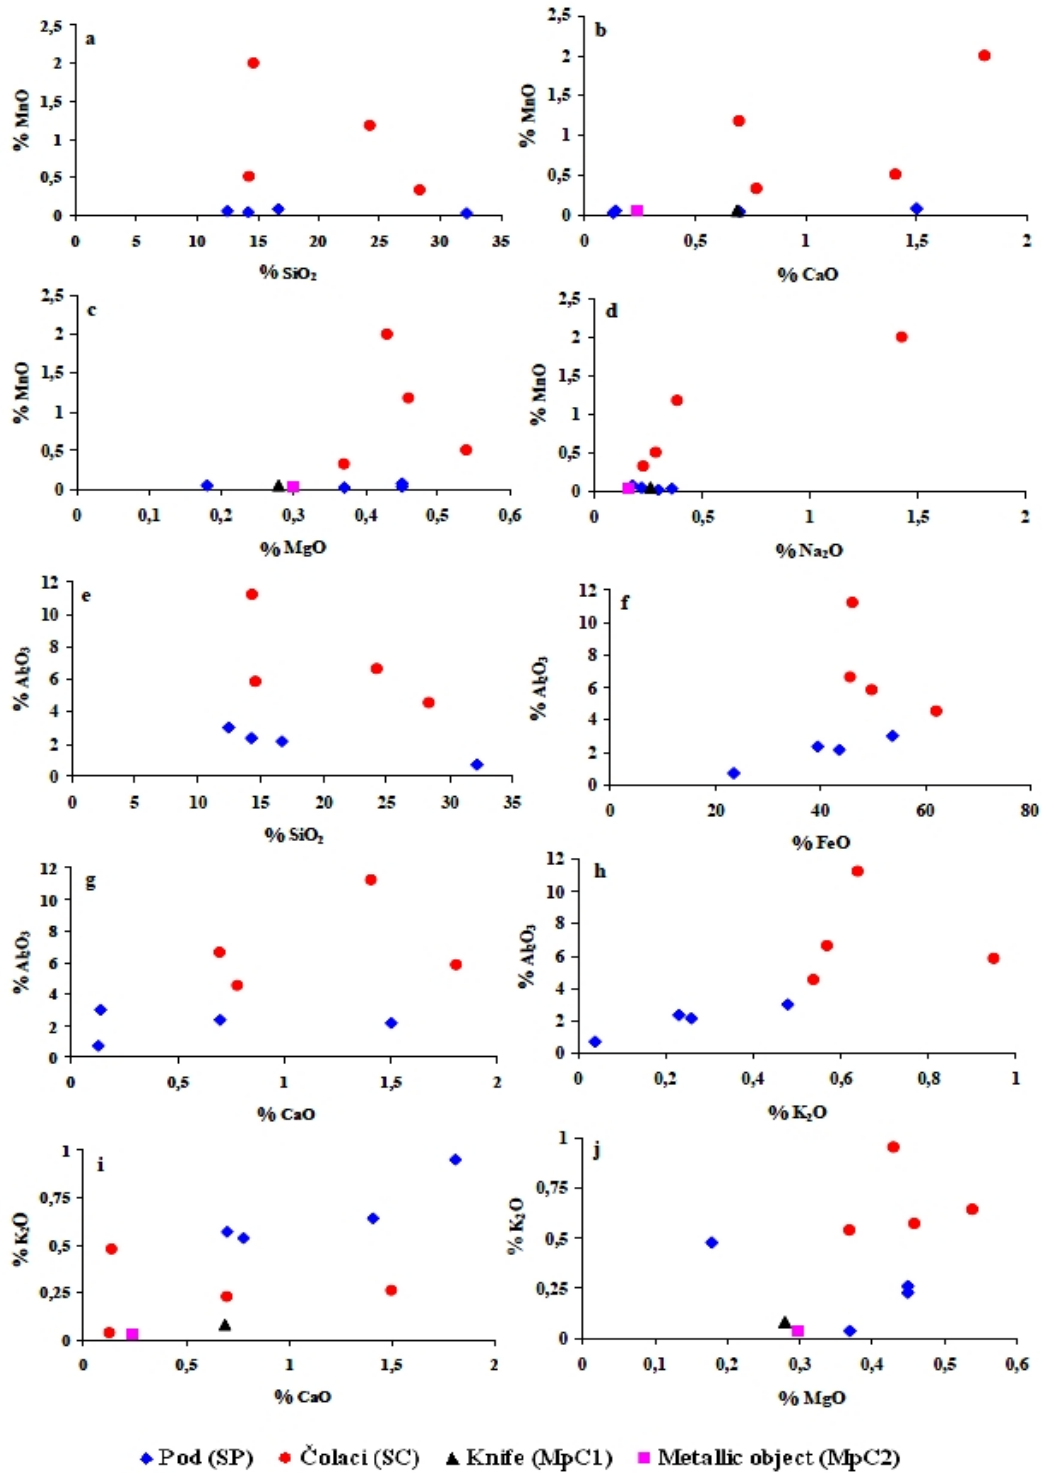 a
2,5
2
1,5
1
0,5
0
% MnO
0 5 10 15 20 25 30 35
% SiO₂
b
2,5
2
1,5
1
0,5
0
% MnO
0 0,5 1 1,5 2
% CaO
c
2,5
2
1,5
1
0,5
0
% MnO
0 0,1 0,2 0,3 0,4 0,5 0,6
% MgO
d
2,5
2
1,5
1
0,5
0
% MnO
0 0,5 1 1,5 2
% Na₂O
e
12
10
8
6
4
2
0
% Al₂O₃
0 5 10 15 20 25 30 35
% SiO₂
f
12
10
8
6
4
2
0
% Al₂O₃
0 20 40 60 80
% FeO
g
12
10
8
6
4
2
0
% Al₂O₃
0 0,5 1 1,5 2
% CaO
h
12
10
8
6
4
2
0
% Al₂O₃
0 0,2 0,4 0,6 0,8 1
% K₂O
i
1
0,75
0,5
0,25
0
% K₂O
0 0,5 1 1,5 2
% CaO
j
1
0,75
0,5
0,25
0
% K₂O
0 0,1 0,2 0,3 0,4 0,5 0,6
% MgO
Pod (SP) Čolaci (SC) Knife (MpC1) Metallic object (MpC2)